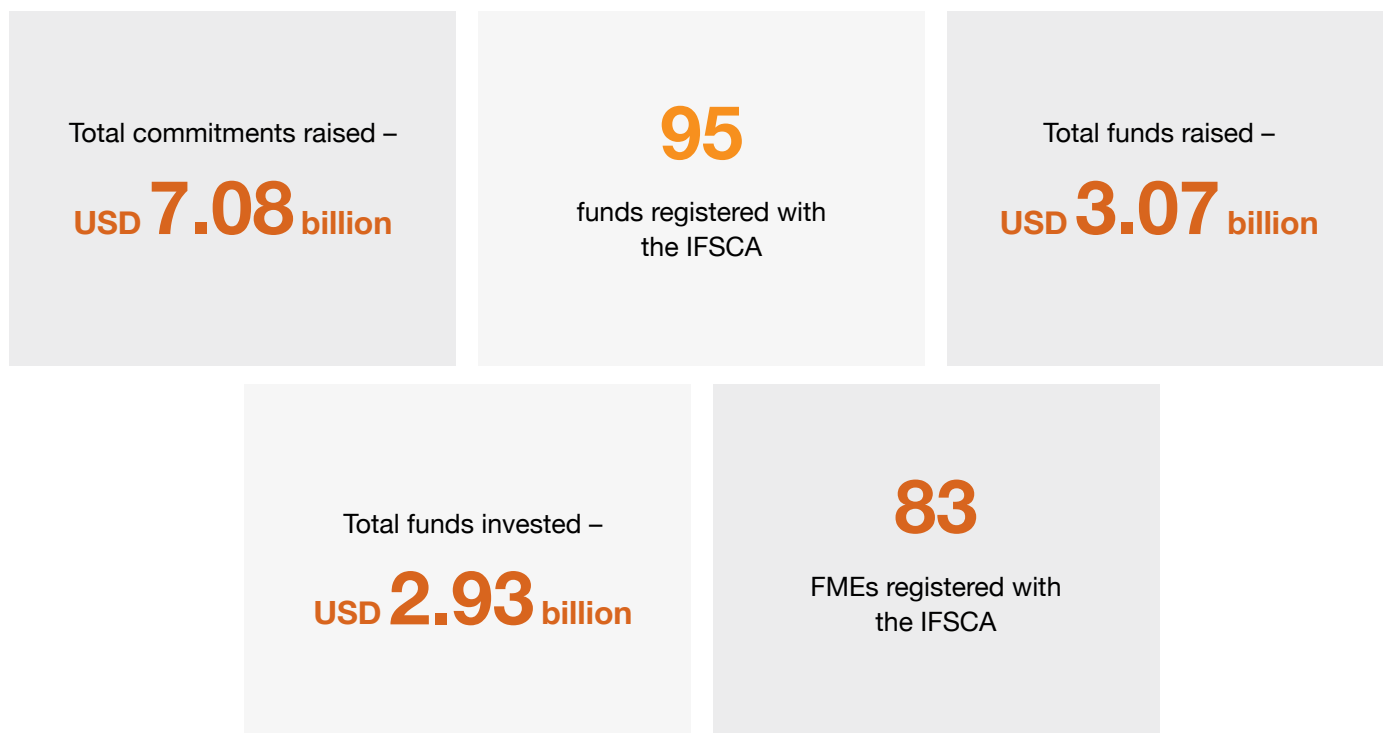 Total commitments raised –
USD 7.08 billion
95
funds registered with
the IFSCA
Total funds raised –
USD 3.07 billion
Total funds invested –
USD 2.93 billion
83
FMEs registered with
the IFSCA